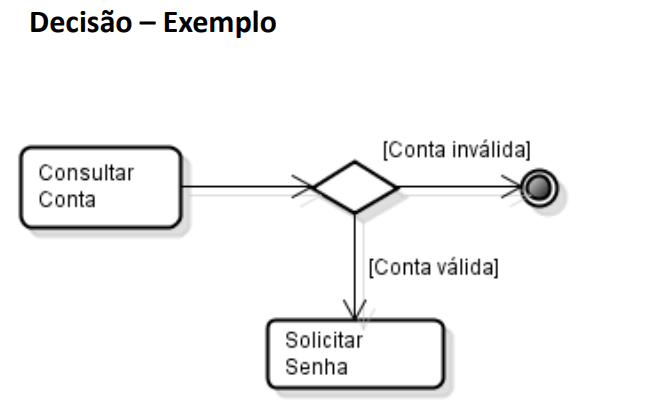 Decisão – Exemplo
Consultar
Conta
[Conta inválida]
[Conta válida]
Solicitar
Senha